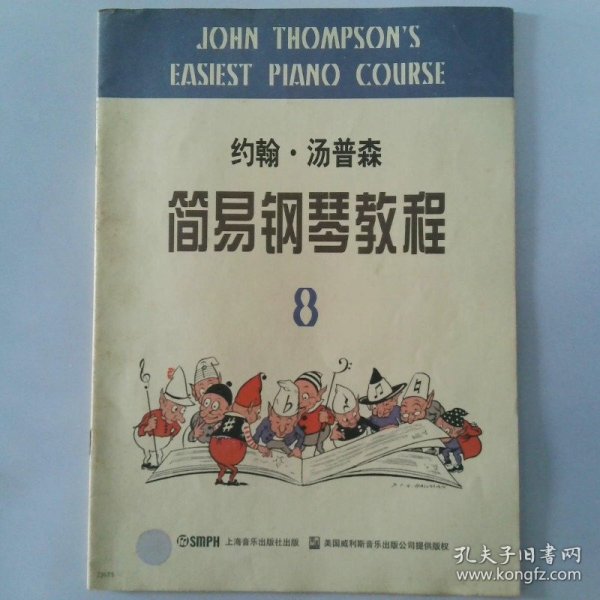 JOHN THOMPSON'S
EASIEST PIANO COURSE
约翰·汤普森
简易钢琴教程
8
SMPH 上海音乐出版社出版 美国威利斯音乐出版公司提供版权
孔夫子旧书网
www.kongfz.com